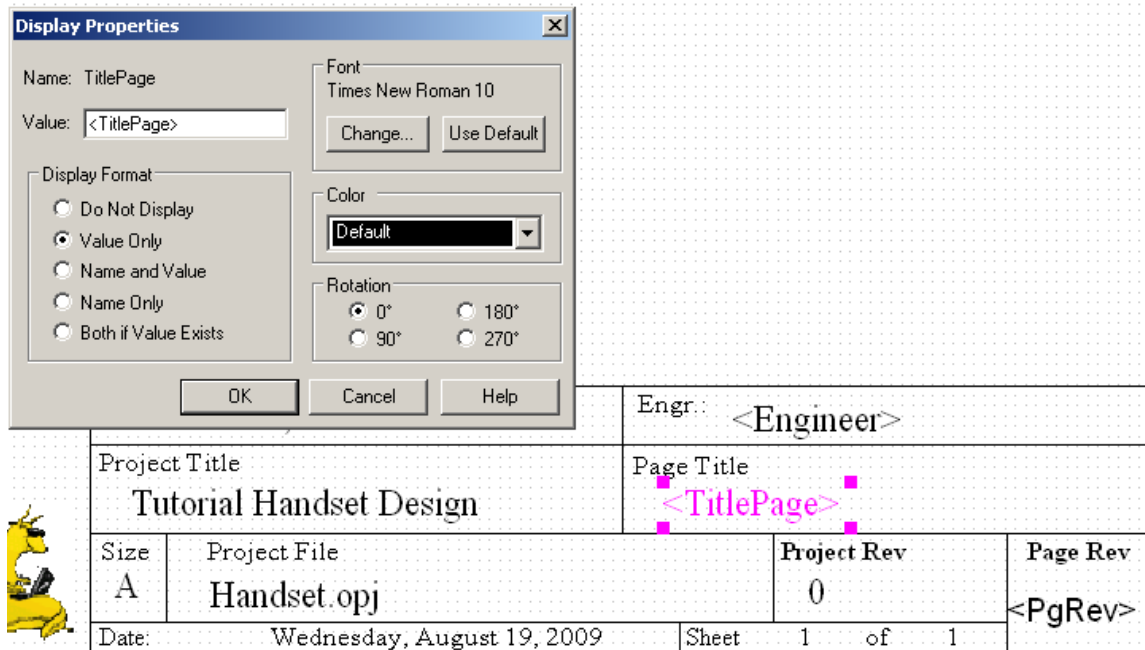 Display Properties
Name: TitlePage
Value: <TitlePage>
Display Format
Do Not Display
Value Only
Name and Value
Name Only
Both if Value Exists
Font
Times New Roman 10
Change...
Use Default
Color
Default
Rotation
0°
180°
90°
270°
OK
Cancel
Help
Engr.: <Engineer>
Project Title
Tutorial Handset Design
Page Title
<TitlePage>
Size
A
Project File
Handset.opj
Project Rev
0
Page Rev
<PgRev>
Date: Wednesday, August 19, 2009
Sheet 1 of 1